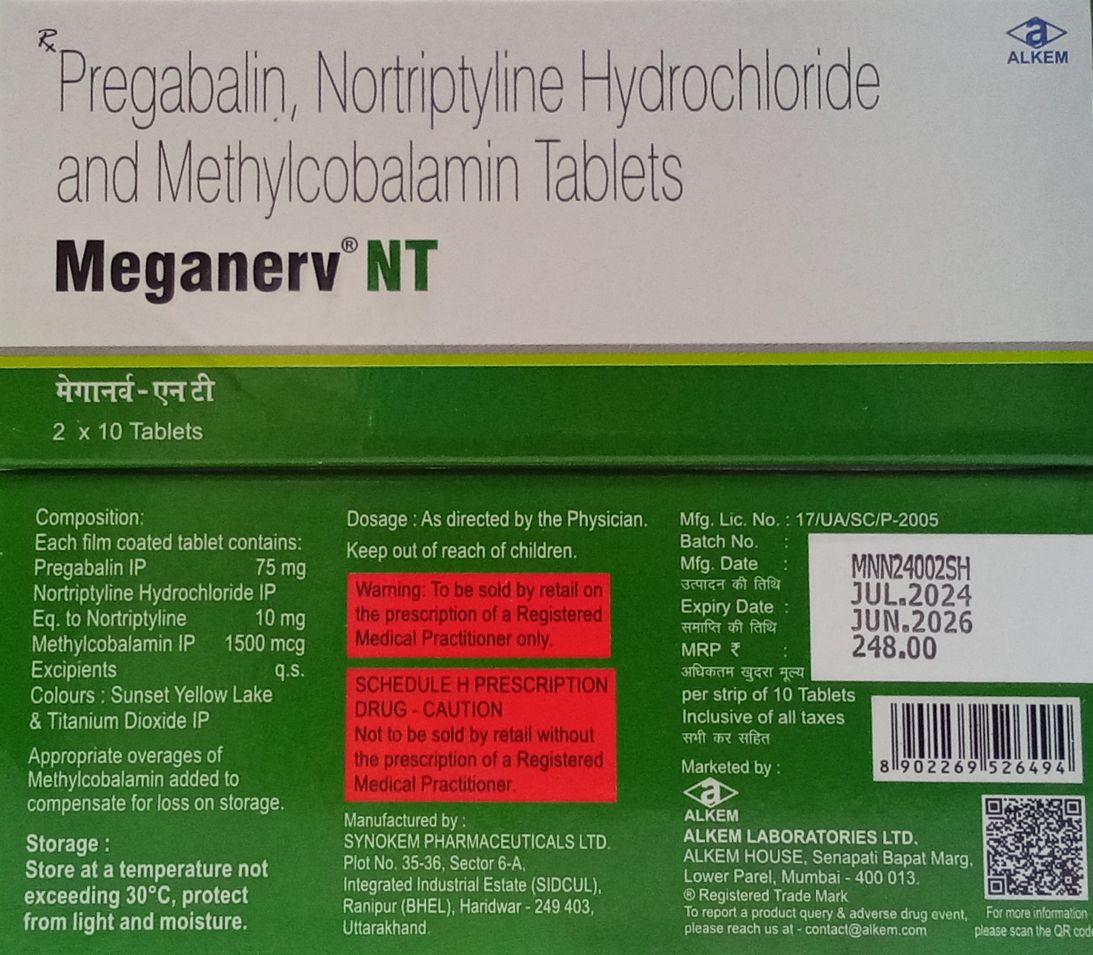 Rx
Pregabalin, Nortriptyline Hydrochloride
and Methylcobalamin Tablets
Meganerv® NT
a
ALKEM
मेगानर्व - एन टी
2 x 10 Tablets
Composition:
Each film coated tablet contains:
Pregabalin IP 75 mg
Nortriptyline Hydrochloride IP
Eq. to Nortriptyline 10 mg
Methylcobalamin IP 1500 mcg
Excipients q.s.
Colours : Sunset Yellow Lake
& Titanium Dioxide IP
Appropriate overages of
Methylcobalamin added to
compensate for loss on storage.
Storage :
Store at a temperature not
exceeding 30°C, protect
from light and moisture.
Dosage : As directed by the Physician.
Keep out of reach of children.
Warning: To be sold by retail on
the prescription of a Registered
Medical Practitioner only.
SCHEDULE H PRESCRIPTION
DRUG - CAUTION
Not to be sold by retail without
the prescription of a Registered
Medical Practitioner.
Manufactured by :
SYNOKEM PHARMACEUTICALS LTD.
Plot No. 35-36, Sector 6-A,
Integrated Industrial Estate (SIDCUL),
Ranipur (BHEL), Haridwar - 249 403,
Uttarakhand.
Mfg. Lic. No. : 17/UA/SC/P-2005
Batch No. : MNN24002SH
Mfg. Date : JUL.2024
उत्पादन की तिथि
Expiry Date : JUN.2026
समाप्ति की तिथि
MRP ₹ : 248.00
अधिकतम खुदरा मूल्य
per strip of 10 Tablets
Inclusive of all taxes
सभी कर सहित
8 902269 526494
Marketed by :
a
ALKEM
ALKEM LABORATORIES LTD.
ALKEM HOUSE, Senapati Bapat Marg,
Lower Parel, Mumbai - 400 013.
® Registered Trade Mark
To report a product query & adverse drug event,
please reach us at - contact@alkem.com
For more information
please scan the QR code